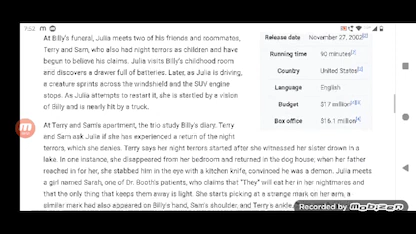 7:52
At Billy's funeral, Julia meets two of his friends and roommates,
Terry and Sam, who also had night terrors as children and have
begun to believe his claims. Julia visits Billy's childhood room
and discovers a drawer full of batteries. Later, as Julia is driving,
a creature sprints across the windshield and the SUV engine
stops. As Julia attempts to restart it, she is startled by a vision
of Billy and is nearly hit by a truck.
Release date November 27, 2002[2]
Running time 90 minutes[3]
Country United States[3]
Language English
Budget $17 million[4][5]
Box office $16.1 million[4]
At Terry and Sam's apartment, the trio study Billy's diary. Terry and
Sam ask Julia if she has experienced a return of the night
terrors, which she denies. Terry says her night terrors started after she witnessed her sister drown in a
lake. In one instance, she disappeared from her bedroom and returned in the dog house; when her father
reached in for her, she stabbed him in the eye with a kitchen knife, convinced he was a demon. Julia meets
a girl named Sarah, one of Dr. Booth's patients, who claims that "They" will eat her in her nightmares and
that the only thing that keeps them away is light. She starts picking at a strange mark on her arm, a
similar mark had also appeared on Billy's hand, Sam's shoulder, and Terry's ankle.
Recorded by MOBIZEN